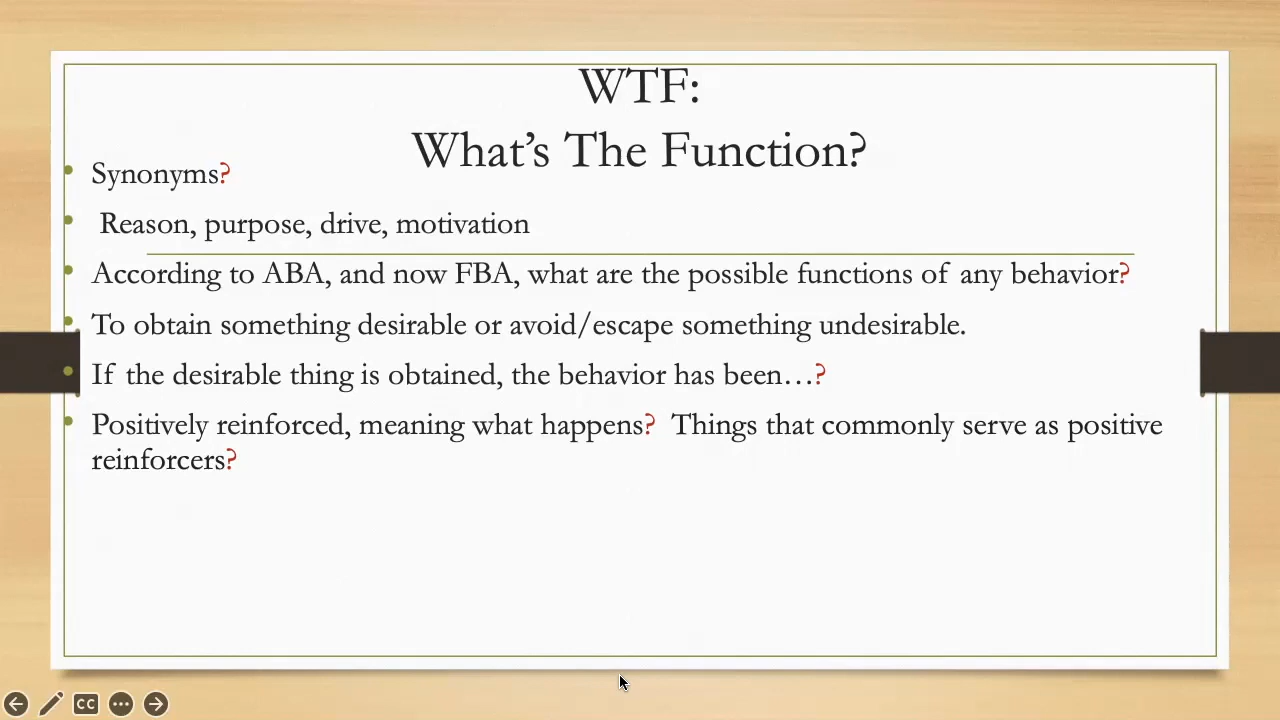 WTF:
What’s The Function?
Synonyms?
Reason, purpose, drive, motivation
According to ABA, and now FBA, what are the possible functions of any behavior?
To obtain something desirable or avoid/escape something undesirable.
If the desirable thing is obtained, the behavior has been…?
Positively reinforced, meaning what happens? Things that commonly serve as positive
reinforcers?
CC